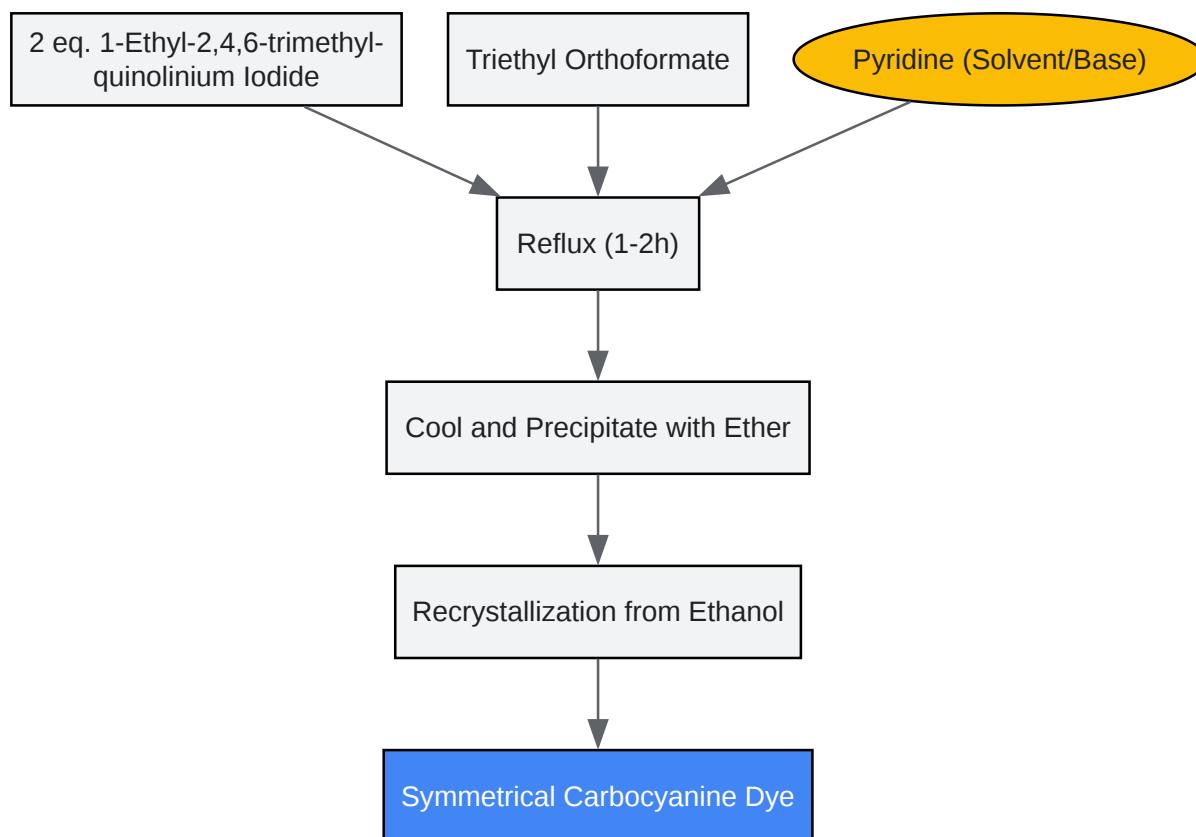 2 eq. 1-Ethyl-2,4,6-trimethyl-
quinolinium Iodide
Triethyl Orthoformate
Pyridine (Solvent/Base)
Reflux (1-2h)
Cool and Precipitate with Ether
Recrystallization from Ethanol
Symmetrical Carbocyanine Dye